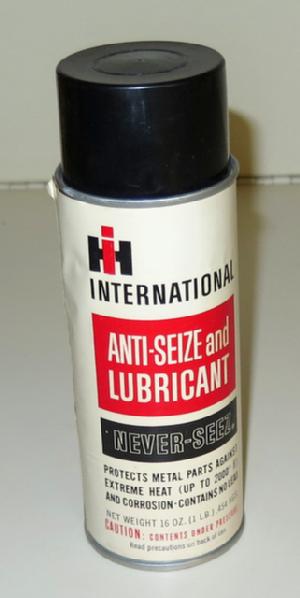 IH
INTERNATIONAL
ANTI-SEIZE and
LUBRICANT
NEVER-SEEZ
PROTECTS METAL PARTS AGAINST
EXTREME HEAT (UP TO 2000°
AND CORROSION-CONTAINS NO LEAD
NET WEIGHT 16 OZ. (1 LB.) 454
CAUTION: CONTENTS UNDER PRESSURE
Read precautions on back of can.